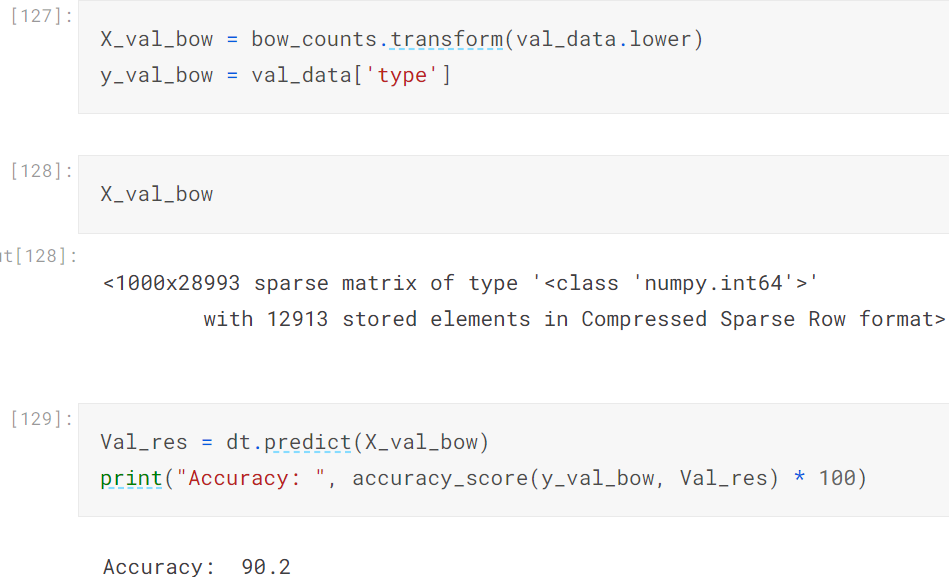 [127]:
X_val_bow = bow_counts.transform(val_data.lower)
y_val_bow = val_data['type']
[128]:
X_val_bow
ut[128]:
<1000x28993 sparse matrix of type '<class 'numpy.int64'>'
with 12913 stored elements in Compressed Sparse Row format>
[129]:
Val_res = dt.predict(X_val_bow)
print("Accuracy: ", accuracy_score(y_val_bow, Val_res) * 100)
Accuracy:  90.2